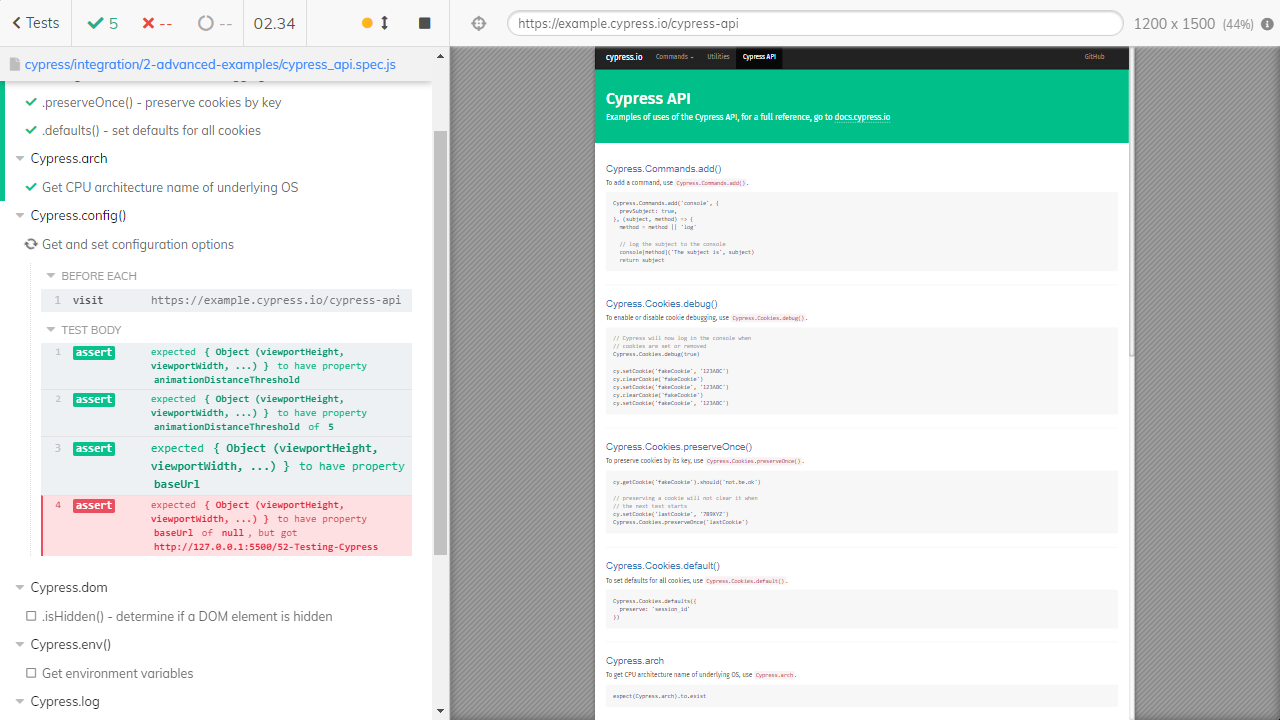 Tests
5
--
--
02.34
https://example.cypress.io/cypress-api
1200 x 1500 (44%)
cypress/integration/2-advanced-examples/cypress_api.spec.js
.preserveOnce() - preserve cookies by key
.defaults() - set defaults for all cookies
Cypress.arch
Get CPU architecture name of underlying OS
Cypress.config()
Get and set configuration options
BEFORE EACH
1 visit https://example.cypress.io/cypress-api
TEST BODY
1 assert expected { Object (viewportHeight,
viewportWidth, ...) } to have property
animationDistanceThreshold
2 assert expected { Object (viewportHeight,
viewportWidth, ...) } to have property
animationDistanceThreshold of 5
3 assert expected { Object (viewportHeight,
viewportWidth, ...) } to have property
baseUrl
4 assert expected { Object (viewportHeight,
viewportWidth, ...) } to have property
baseUrl of null, but got
http://127.0.0.1:5500/52-Testing-Cypress
Cypress.dom
.isHidden() - determine if a DOM element is hidden
Cypress.env()
Get environment variables
Cypress.log
cypress.io Commands Utilities Cypress API GitHub
Cypress API
Examples of uses of the Cypress API, for a full reference, go to docs.cypress.io
Cypress.Commands.add()
To add a command, use Cypress.Commands.add().
Cypress.Commands.add('console', {
prevSubject: true,
}, (subject, method) => {
method = method || 'log'
// log the subject to the console
console[method]('The subject is', subject)
return subject
Cypress.Cookies.debug()
To enable or disable cookie debugging, use Cypress.Cookies.debug().
// Cypress will now log in the console when
// cookies are set or removed
Cypress.Cookies.debug(true)
cy.setCookie('fakeCookie', '123ABC')
cy.clearCookie('fakeCookie')
cy.setCookie('fakeCookie', '123ABC')
cy.clearCookie('fakeCookie')
cy.setCookie('fakeCookie', '123ABC')
Cypress.Cookies.preserveOnce()
To preserve cookies by its key, use Cypress.Cookies.preserveOnce().
cy.getCookie('fakeCookie').should('not.be.ok')
// preserving a cookie will not clear it when
// the next test starts
cy.setCookie('lastCookie', '789XYZ')
Cypress.Cookies.preserveOnce('lastCookie')
Cypress.Cookies.default()
To set defaults for all cookies, use Cypress.Cookies.default().
Cypress.Cookies.defaults({
preserve: 'session_id'
})
Cypress.arch
To get CPU architecture name of underlying OS, use Cypress.arch.
expect(Cypress.arch).to.exist